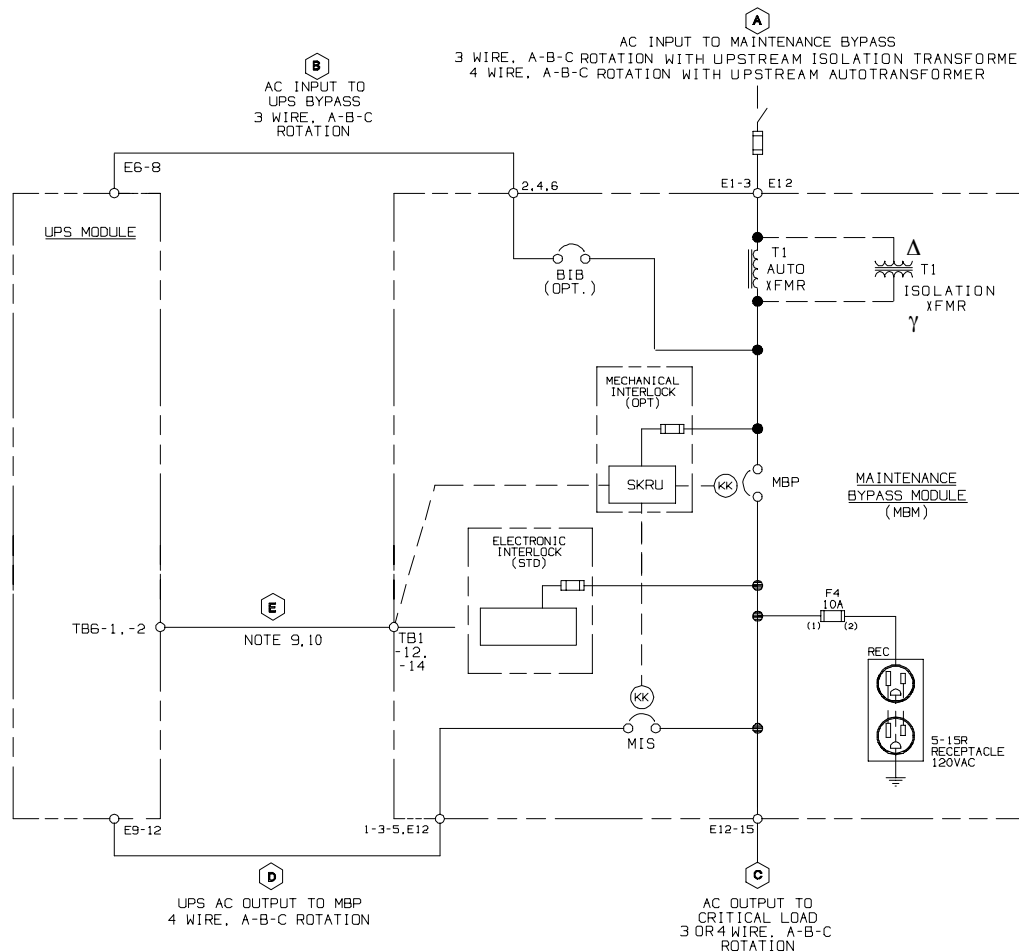 A
AC INPUT TO MAINTENANCE BYPASS
3 WIRE, A-B-C ROTATION WITH UPSTREAM ISOLATION TRANSFORME
4 WIRE, A-B-C ROTATION WITH UPSTREAM AUTOTRANSFORMER
B
AC INPUT TO
UPS BYPASS
3 WIRE, A-B-C
ROTATION
E6-8
2,4,6
E1-3
E12
UPS MODULE
BIB
(OPT.)
T1
AUTO
XFMR
Δ
T1
ISOLATION
XFMR
γ
MECHANICAL
INTERLOCK
(OPT)
SKRU
KK
MBP
MAINTENANCE
BYPASS MODULE
(MBM)
ELECTRONIC
INTERLOCK
(STD)
F4
10A
(1)
(2)
TB6-1,-2
E
NOTE 9,10
TB1
-12,
-14
REC
KK
MIS
5-15R
RECEPTACLE
120VAC
E9-12
1-3-5,E12
E12-15
D
UPS AC OUTPUT TO MBP
4 WIRE, A-B-C ROTATION
C
AC OUTPUT TO
CRITICAL LOAD
3 OR 4 WIRE, A-B-C
ROTATION